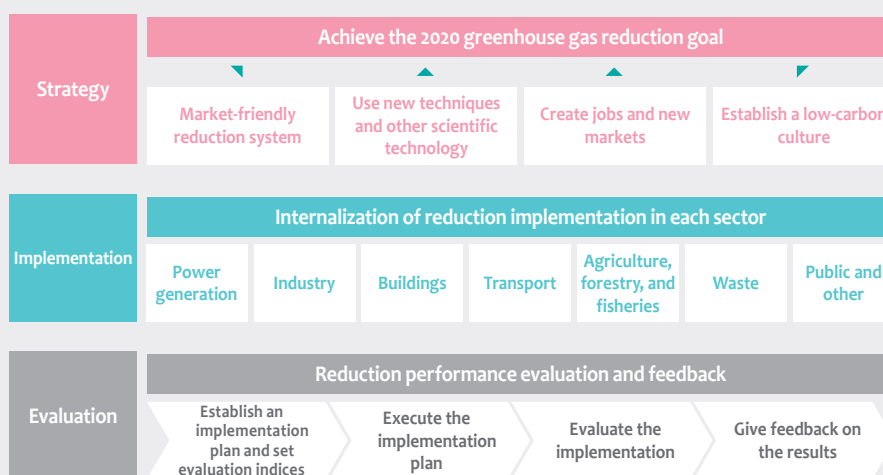 Strategy
Achieve the 2020 greenhouse gas reduction goal
Market-friendly
reduction system
Use new techniques
and other scientific
technology
Create jobs and new
markets
Establish a low-carbon
culture
Implementation
Internalization of reduction implementation in each sector
Power
generation
Industry
Buildings
Transport
Agriculture,
forestry, and
fisheries
Waste
Public and
other
Evaluation
Reduction performance evaluation and feedback
Establish an
implementation
plan and set
evaluation indices
Execute the
implementation
plan
Evaluate the
implementation
Give feedback on
the results